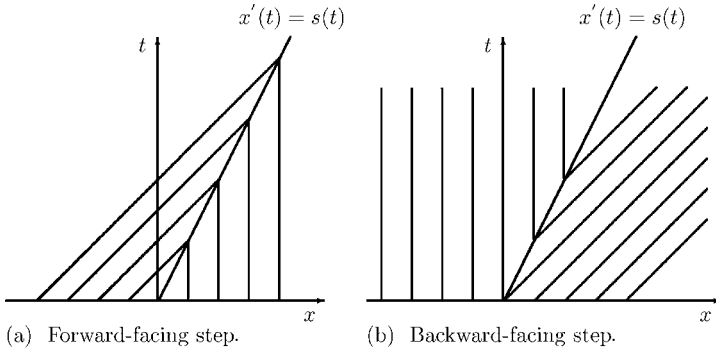 x'(t) = s(t)
t
x
(a) Forward-facing step.
x'(t) = s(t)
t
x
(b) Backward-facing step.